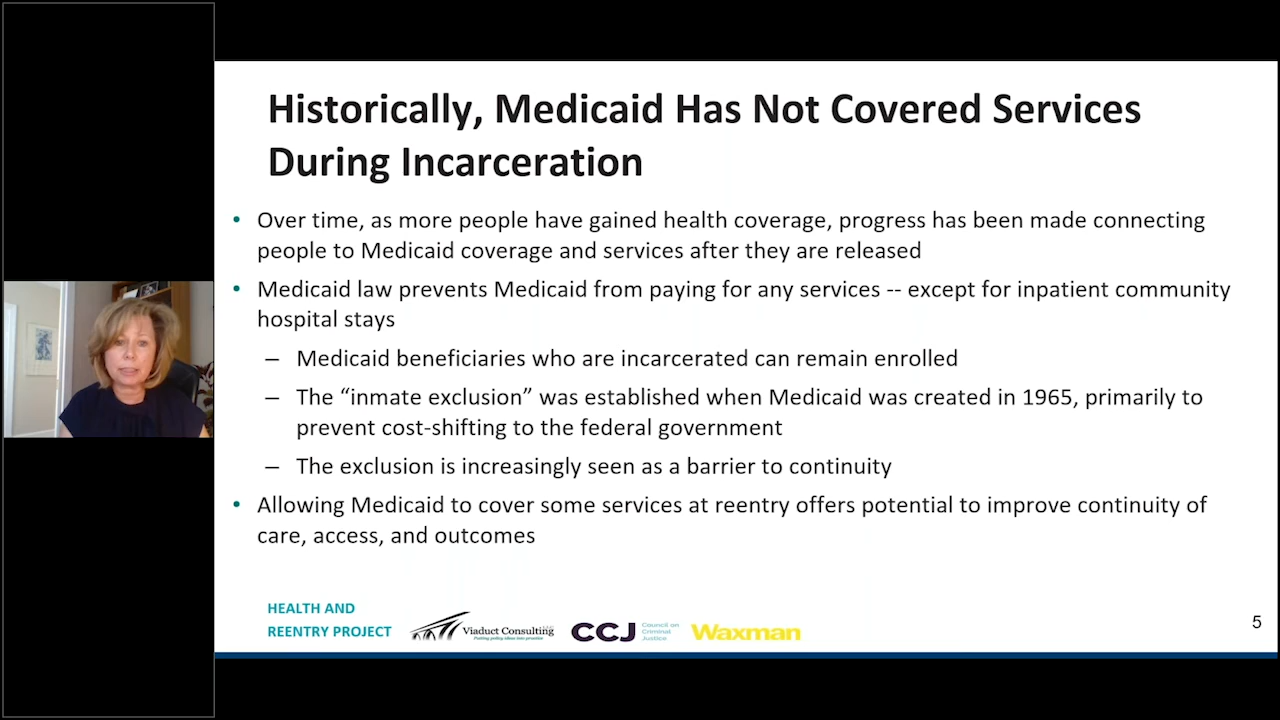 Historically, Medicaid Has Not Covered Services
During Incarceration
• Over time, as more people have gained health coverage, progress has been made connecting
people to Medicaid coverage and services after they are released
• Medicaid law prevents Medicaid from paying for any services -- except for inpatient community
hospital stays
– Medicaid beneficiaries who are incarcerated can remain enrolled
– The “inmate exclusion” was established when Medicaid was created in 1965, primarily to
prevent cost-shifting to the federal government
– The exclusion is increasingly seen as a barrier to continuity
• Allowing Medicaid to cover some services at reentry offers potential to improve continuity of
care, access, and outcomes
HEALTH AND
REENTRY PROJECT
Viaduct Consulting
Putting policy ideas into practice
CCJ
Council on
Criminal
Justice
Waxman
5